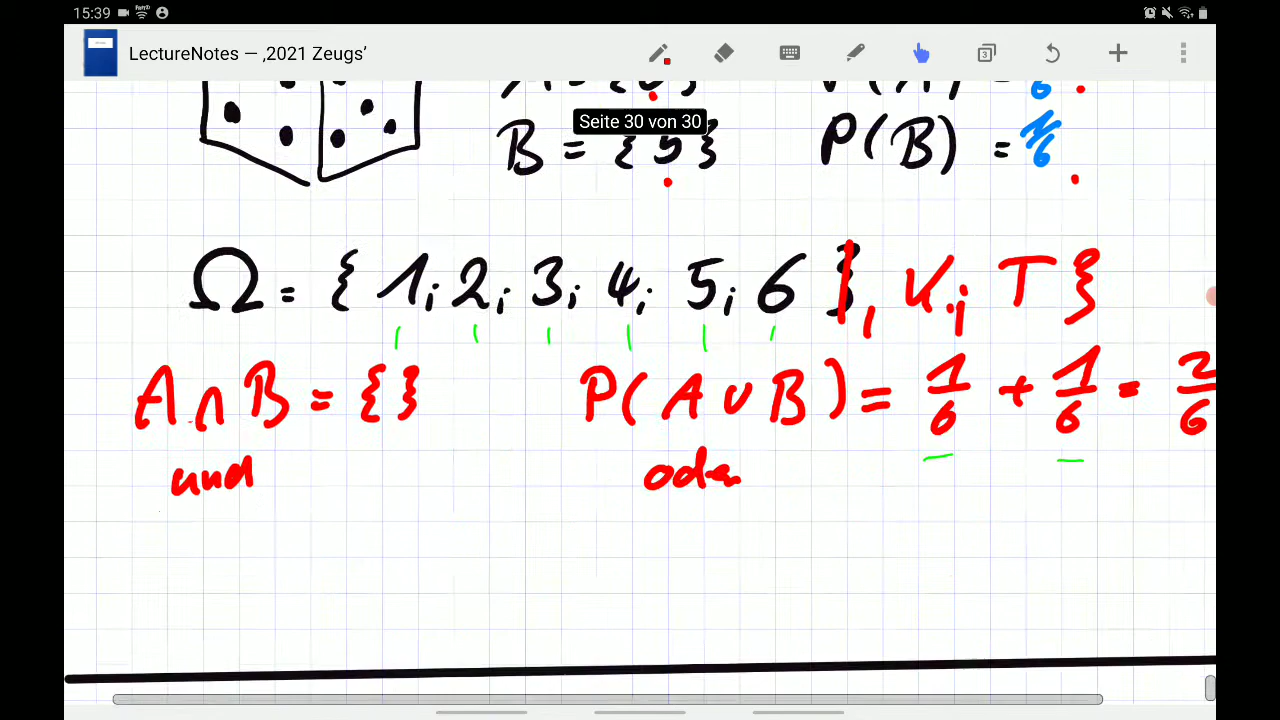 15:39
LectureNotes — ‚2021 Zeugs’
3
Seite 30 von 30
B = {5} P(B) = 1/6
Ω = {1; 2; 3; 4; 5; 6}, K; T}
A∩B = {} P(A∪B) = 1/6 + 1/6 = 2/6
und oder